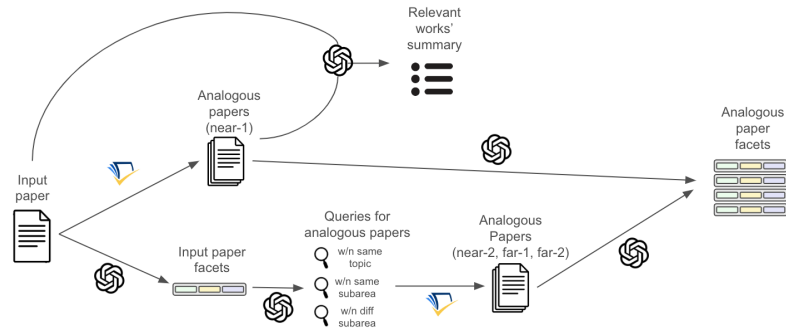 Relevant
works'
summary
Analogous
papers
(near-1)
Analogous
paper
facets
Input
paper
Input paper
facets
Queries for
analogous papers
w/n same
topic
w/n same
subarea
w/n diff
subarea
Analogous
Papers
(near-2, far-1, far-2)